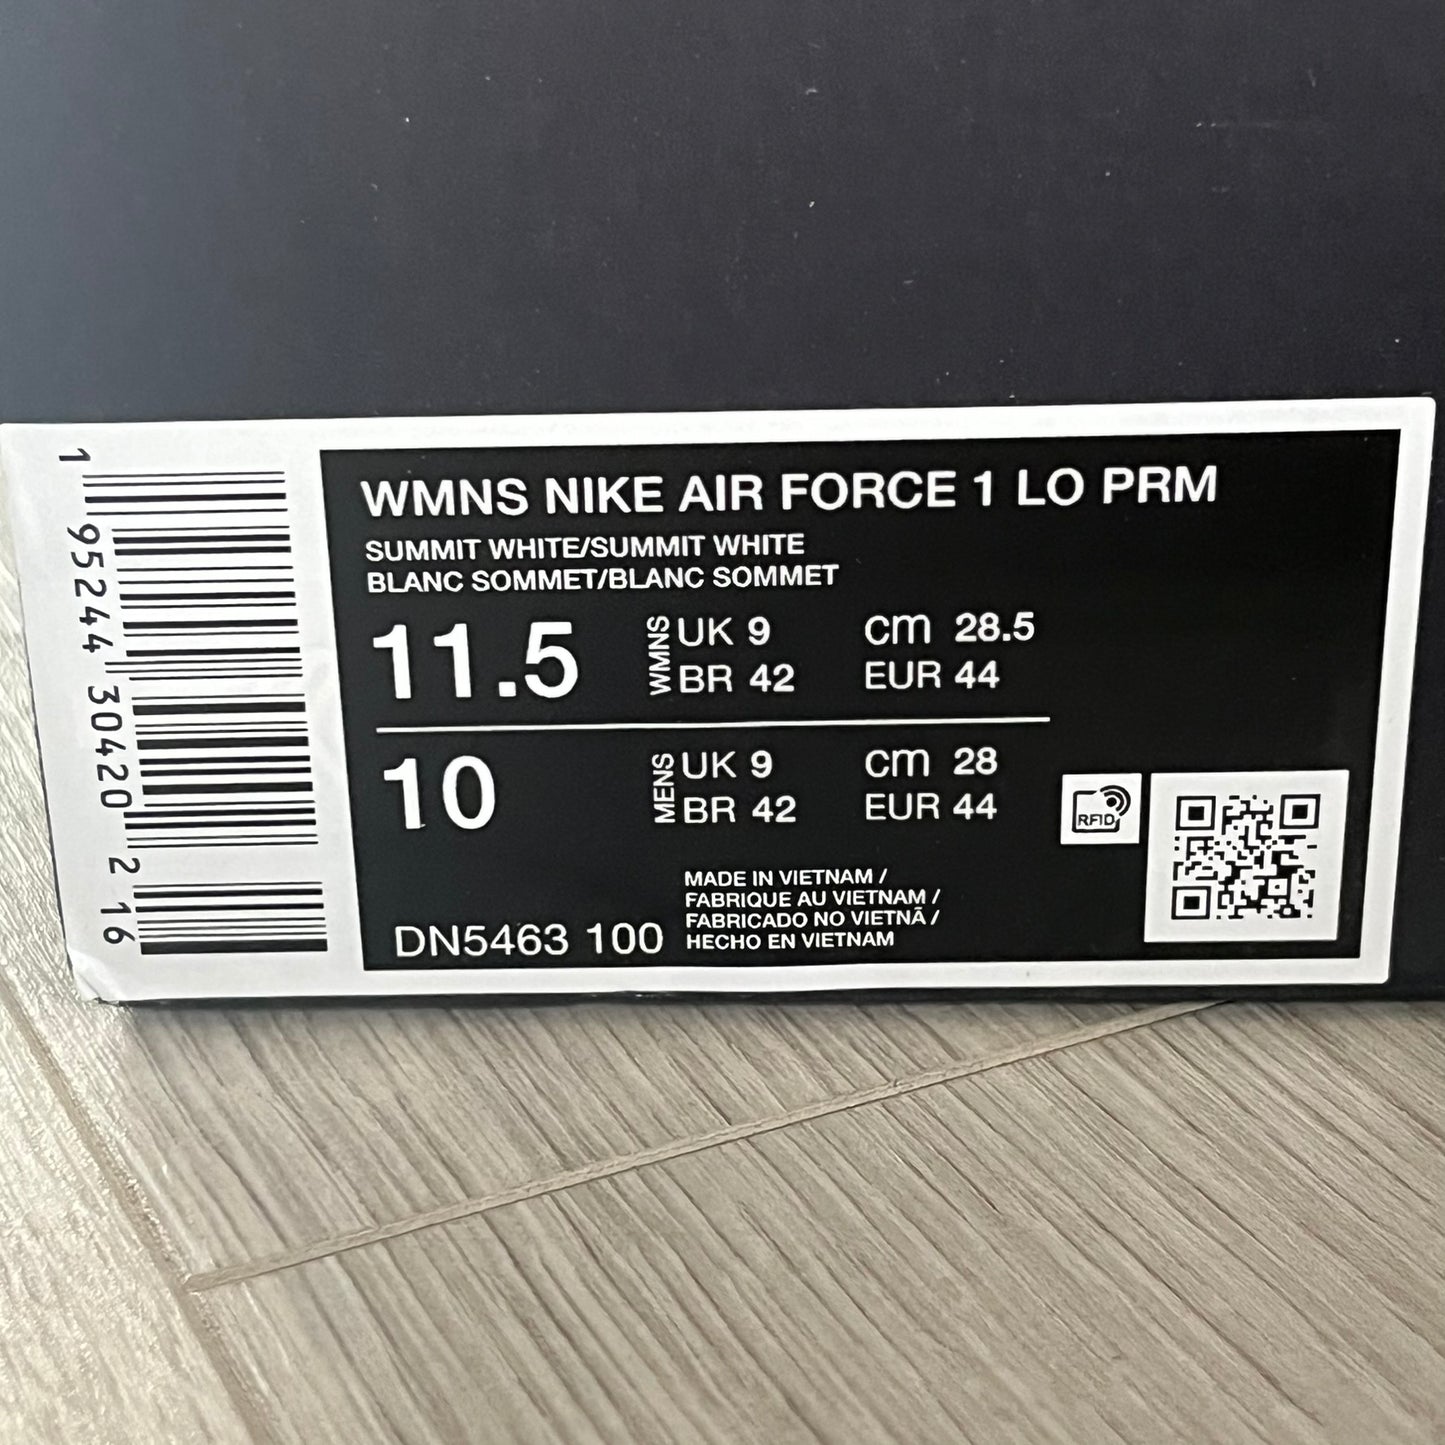 WMNS NIKE AIR FORCE 1 LO PRM
SUMMIT WHITE/SUMMIT WHITE
BLANC SOMMET/BLANC SOMMET
11.5 WMNS UK 9 cm 28.5
BR 42 EUR 44
10 MENS UK 9 cm 28
BR 42 EUR 44
RFID
MADE IN VIETNAM /
FABRIQUE AU VIETNAM /
FABRICADO NO VIETNÃ /
HECHO EN VIETNAM
DN5463 100
1 95244 30420 2 16